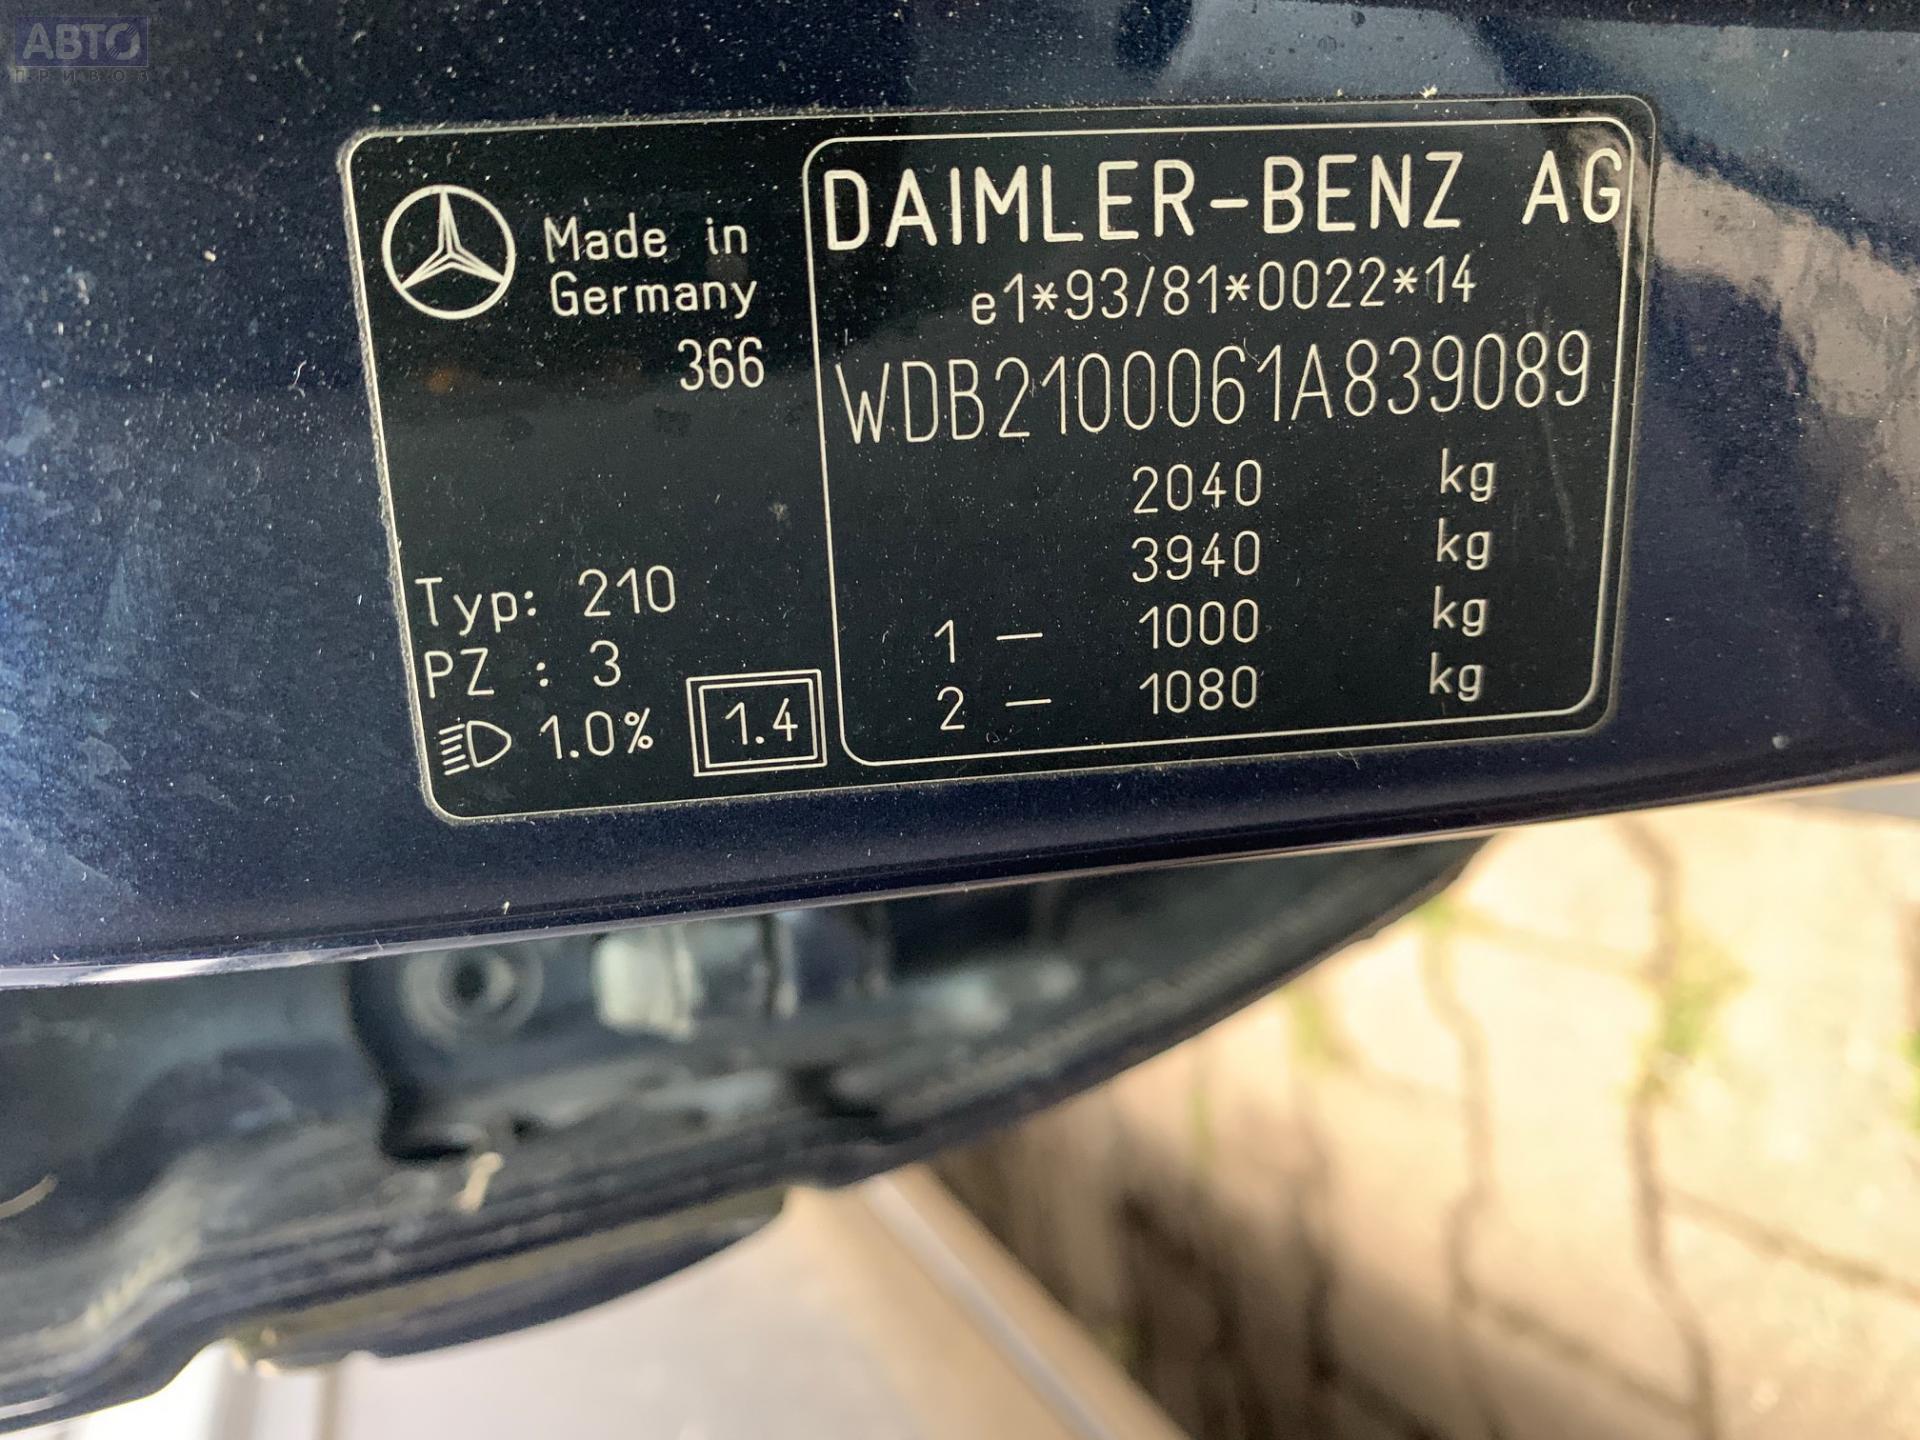 АВТО
ПРИВОЗ
Made in
Germany
366
Typ: 210
PZ : 3
1.0%
1.4
DAIMLER-BENZ AG
e1*93/81*0022*14
WDB2100061A839089
2040 kg
3940 kg
1 — 1000 kg
2 — 1080 kg